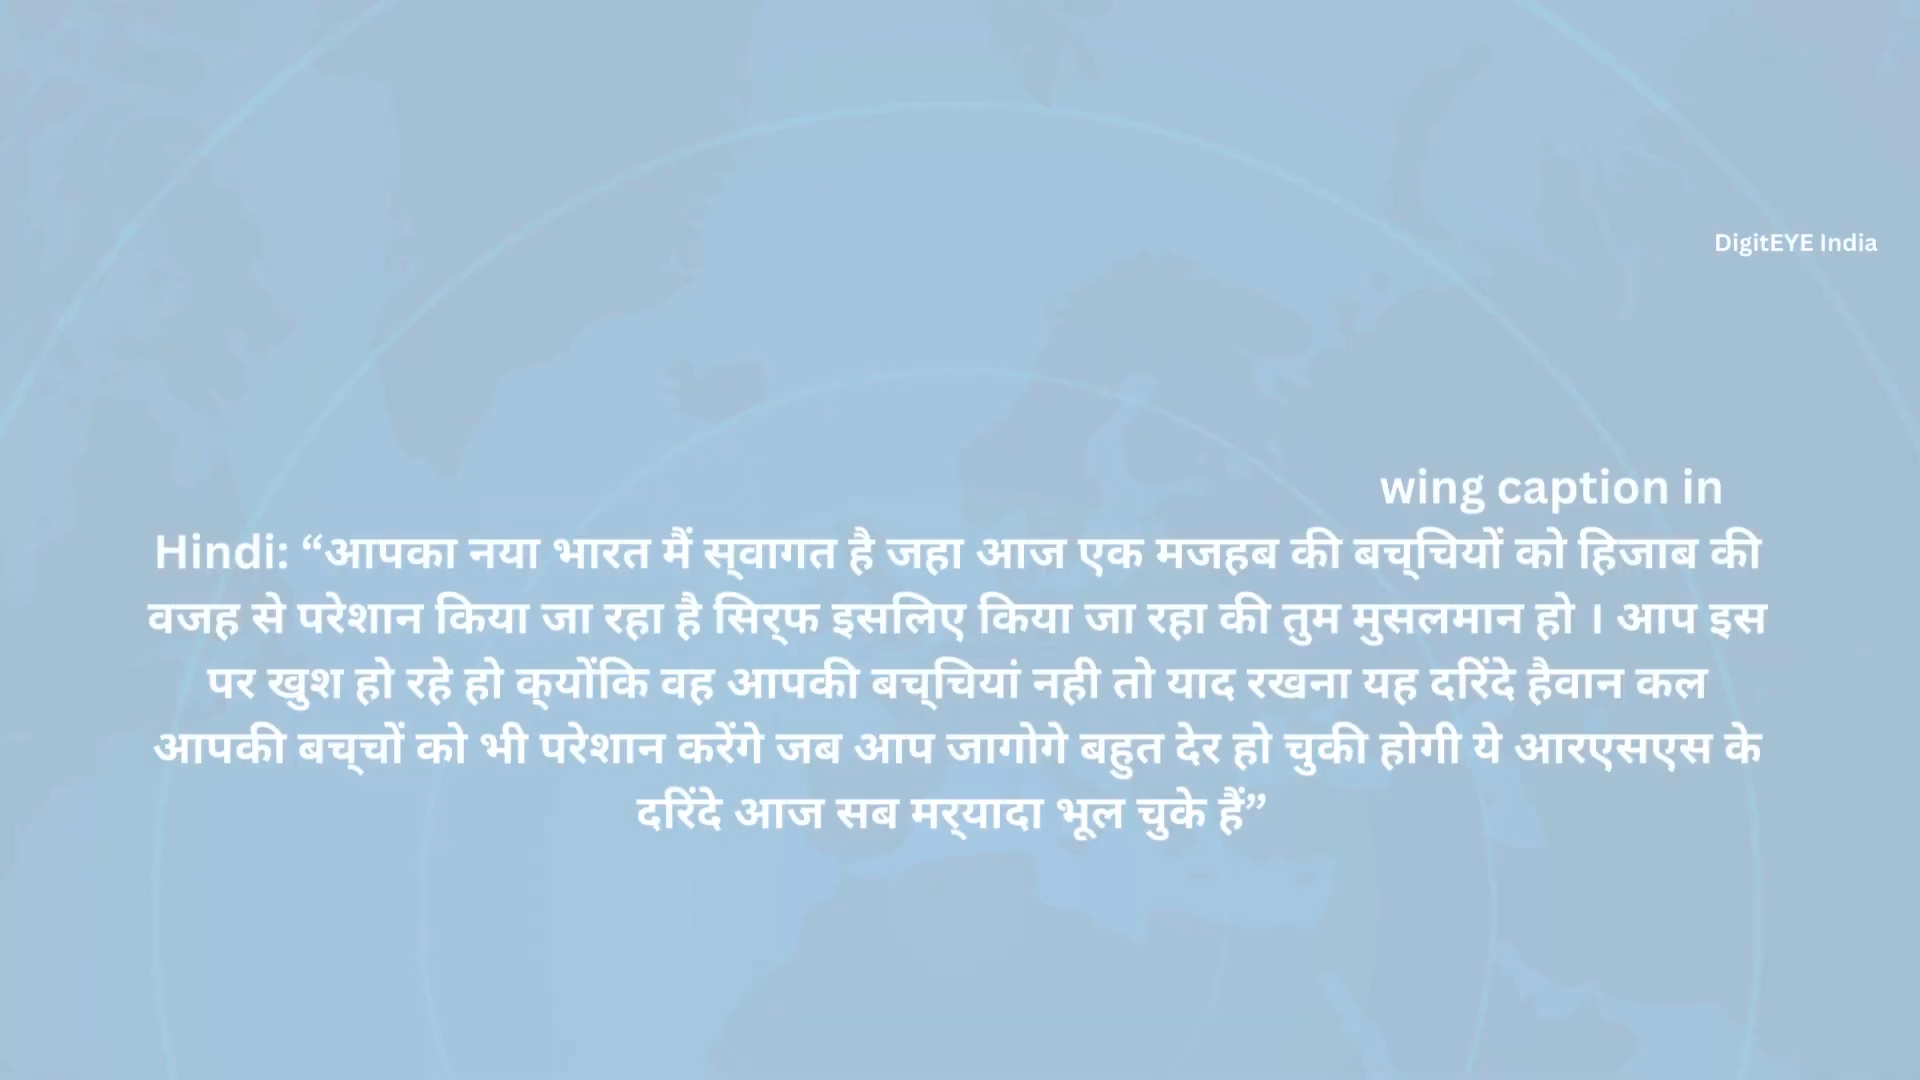 DigitEYE India
wing caption in
Hindi: “आपका नया भारत मैं स्वागत है जहा आज एक मजहब की बच्चियों को हिजाब की
वजह से परेशान किया जा रहा है सिर्फ इसलिए किया जा रहा की तुम मुसलमान हो । आप इस
पर खुश हो रहे हो क्योंकि वह आपकी बच्चियां नही तो याद रखना यह दरिंदे हैवान कल
आपकी बच्चों को भी परेशान करेंगे जब आप जागोगे बहुत देर हो चुकी होगी ये आरएसएस के
दरिंदे आज सब मर्यादा भूल चुके हैं”